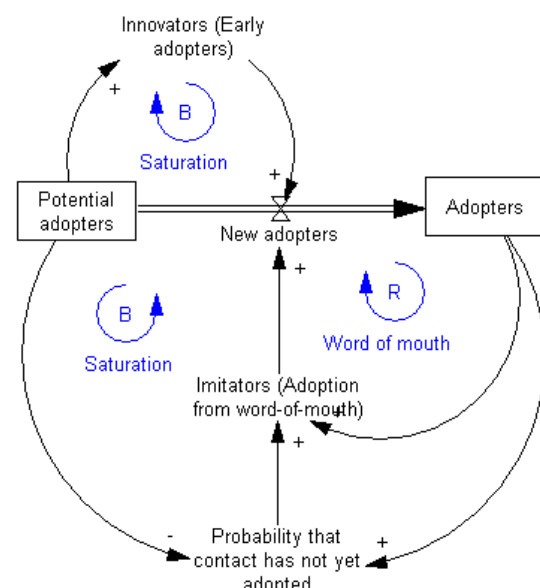 Innovators (Early
adopters)
+
B
Saturation
+
Potential
adopters
Adopters
New adopters
+
B
R
Saturation
Word of mouth
Imitators (Adoption
from word-of-mouth)
+
+
-
Probability that
+
contact has not yet
adopted